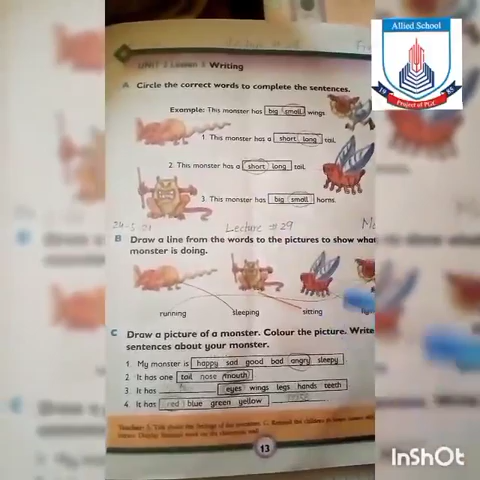 Allied School
19 85
Project of PGC
UNIT 2 Lesson 3 Writing
A Circle the correct words to complete the sentences.
Example: This monster has big small wings
1. This monster has a short long tail.
2. This monster has a short long tail.
3. This monster has big small horns.
24-5-21 Lecture #29
B Draw a line from the words to the pictures to show what
monster is doing.
running sleeping sitting
C Draw a picture of a monster. Colour the picture. Write
sentences about your monster.
1. My monster is happy sad good bad angry sleepy
2. It has one tail nose mouth
3. It has eyes wings legs hands teeth
4. It has red blue green yellow
13
InShOt